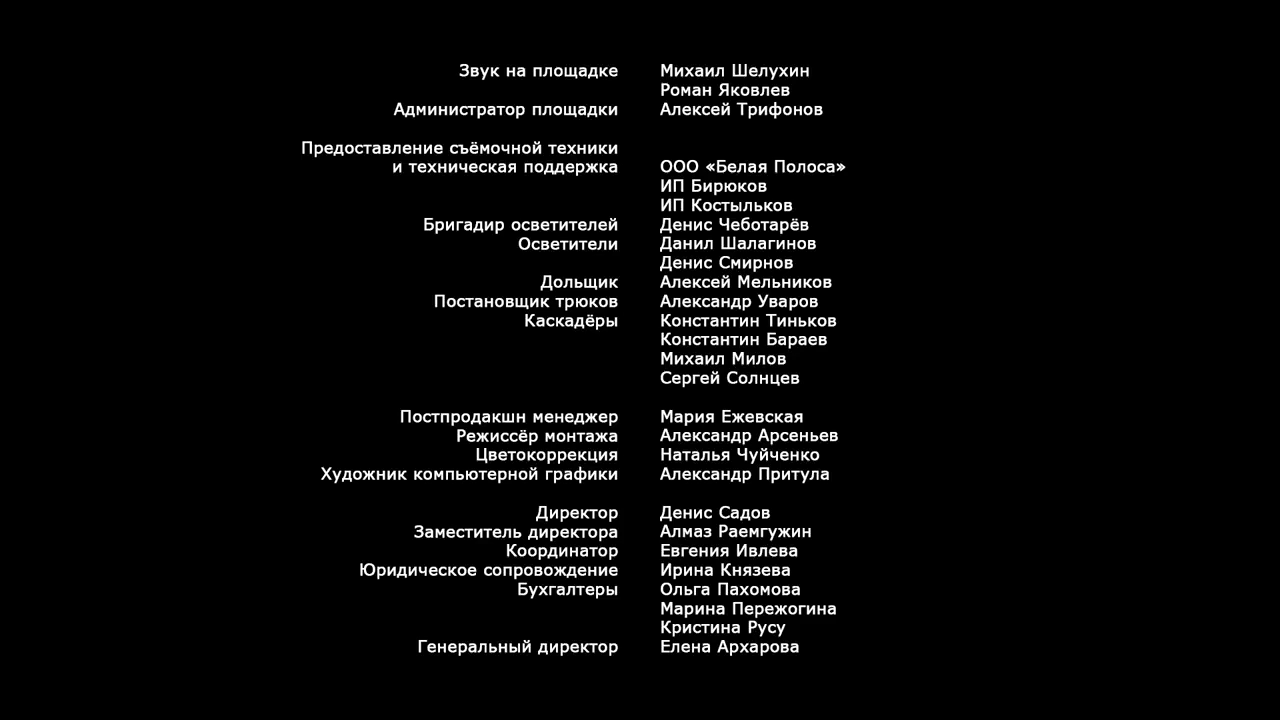 Звук на площадке Михаил Шелухин
Роман Яковлев
Администратор площадки Алексей Трифонов
Предоставление съёмочной техники
и техническая поддержка ООО «Белая Полоса»
ИП Бирюков
ИП Костыльков
Бригадир осветителей Денис Чеботарёв
Осветители Данил Шалагинов
Денис Смирнов
Дольщик Алексей Мельников
Постановщик трюков Александр Уваров
Каскадёры Константин Тиньков
Константин Бараев
Михаил Милов
Сергей Солнцев
Постпродакшн менеджер Мария Ежевская
Режиссёр монтажа Александр Арсеньев
Цветокоррекция Наталья Чуйченко
Художник компьютерной графики Александр Притула
Директор Денис Садов
Заместитель директора Алмаз Раемгужин
Координатор Евгения Ивлева
Юридическое сопровождение Ирина Князева
Бухгалтеры Ольга Пахомова
Марина Пережогина
Кристина Русу
Генеральный директор Елена Архарова